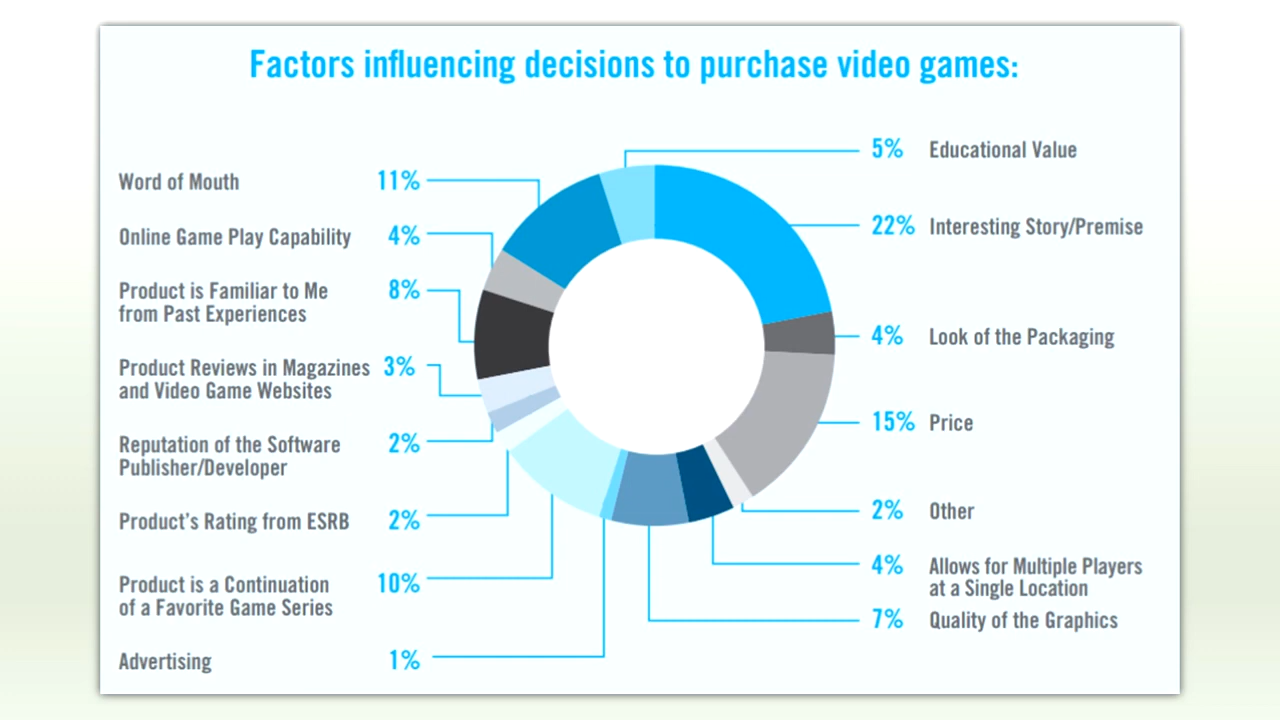 Factors influencing decisions to purchase video games:
Word of Mouth 11%
Online Game Play Capability 4%
Product is Familiar to Me 8%
from Past Experiences
Product Reviews in Magazines 3%
and Video Game Websites
Reputation of the Software 2%
Publisher/Developer
Product’s Rating from ESRB 2%
Product is a Continuation 10%
of a Favorite Game Series
Advertising 1%
5% Educational Value
22% Interesting Story/Premise
4% Look of the Packaging
15% Price
2% Other
4% Allows for Multiple Players
at a Single Location
7% Quality of the Graphics